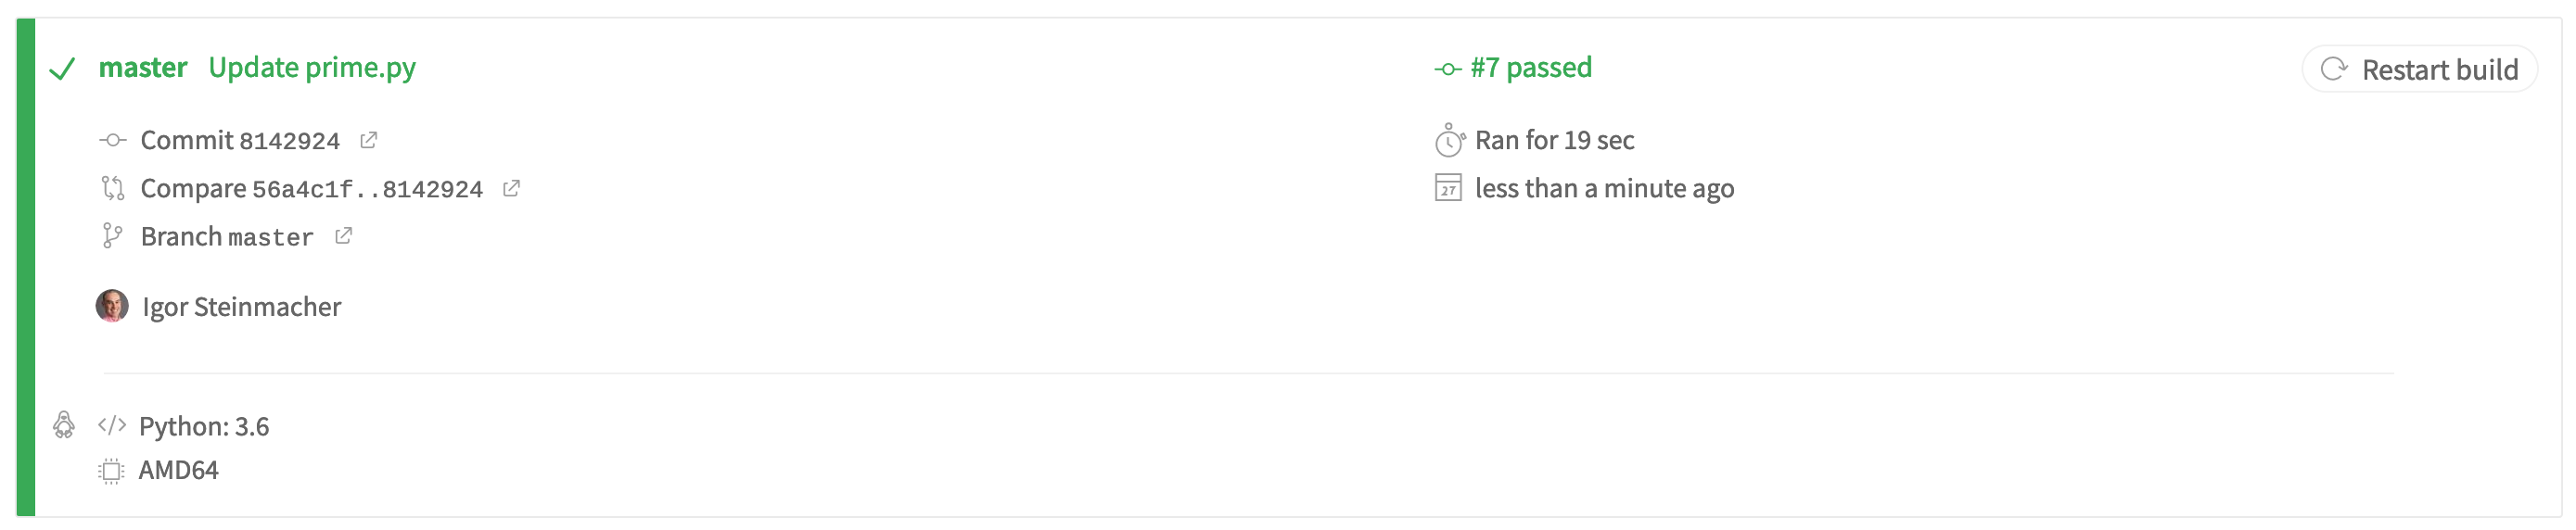 master Update prime.py
Commit 8142924
Compare 56a4c1f..8142924
Branch master
Igor Steinmacher
#7 passed
Ran for 19 sec
27 less than a minute ago
Restart build
Python: 3.6
AMD64